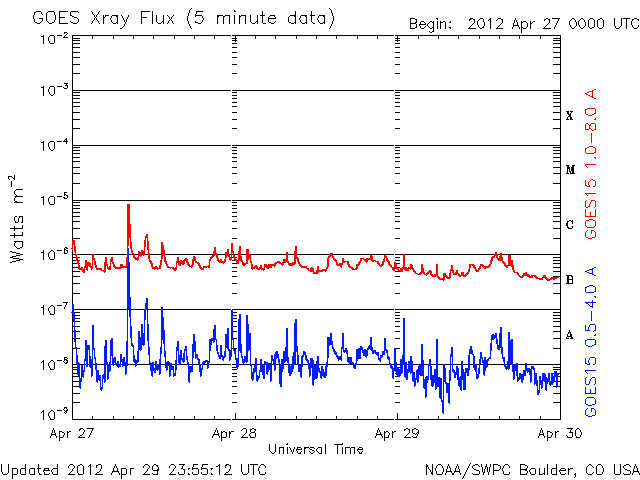 GOES Xray Flux (5 minute data)
Begin: 2012 Apr 27 0000 UTC
10⁻²
10⁻³
10⁻⁴
10⁻⁵
10⁻⁶
10⁻⁷
10⁻⁸
10⁻⁹
Watts m⁻²
X
M
C
B
A
GOES15 1.0–8.0 A
GOES15 0.5–4.0 A
Apr 27
Apr 28
Apr 29
Apr 30
Universal Time
Updated 2012 Apr 29 23:55:12 UTC
NOAA/SWPC Boulder, CO USA